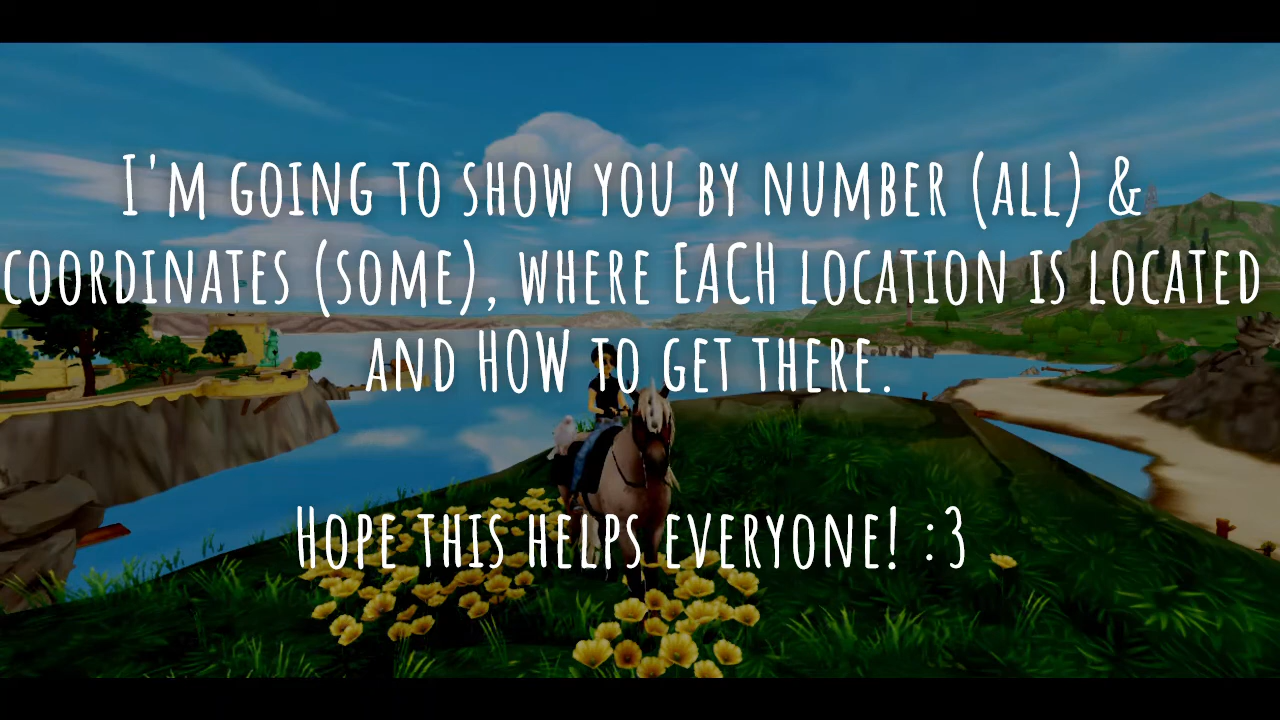 I'm going to show you by number (all) &
coordinates (some), where EACH location is located
and HOW to get there.
Hope this helps everyone! :3